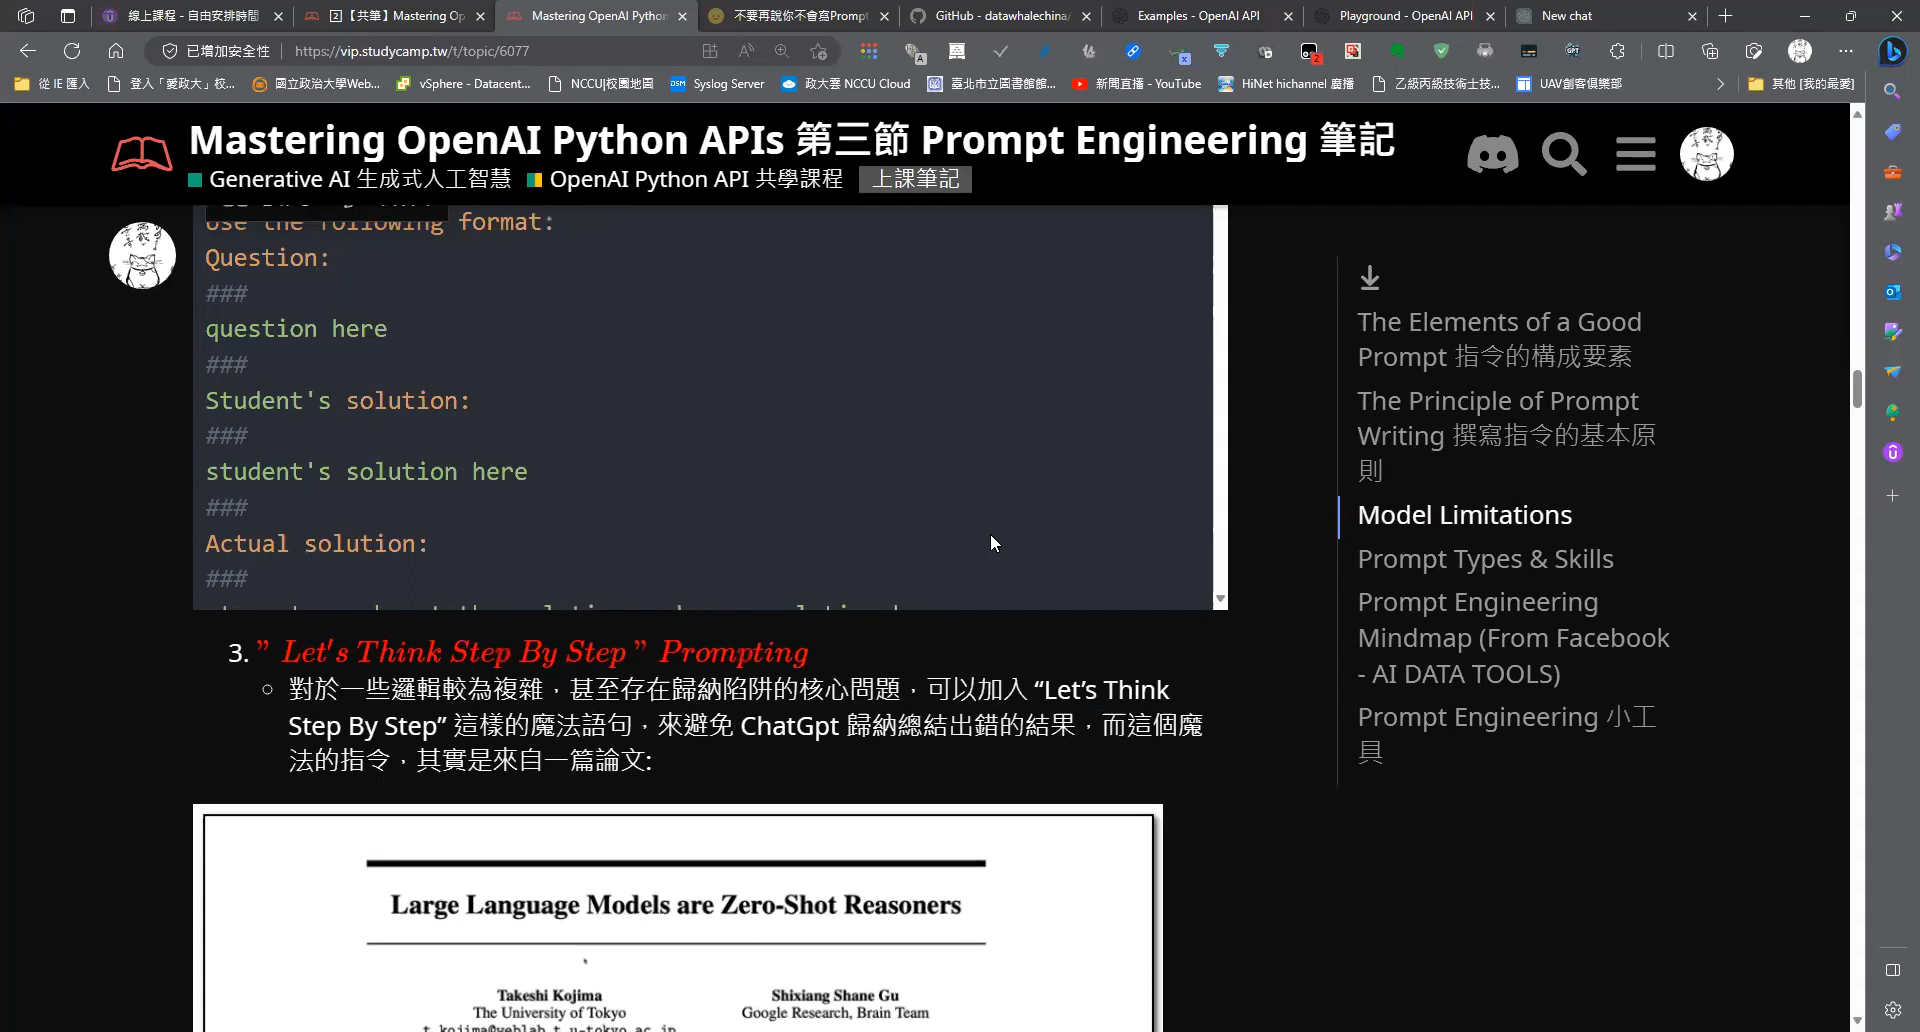 線上課程 - 自由安排時間
2【共筆】Mastering Op
Mastering OpenAI Python
不要再說你不會寫Prompt
GitHub - datawhalechina/
Examples - OpenAI API
Playground - OpenAI API
New chat
已增加安全性
https://vip.studycamp.tw/t/topic/6077
從 IE 匯入
登入「愛政大」校...
國立政治大學Web...
vSphere - Datacent...
NCCU|校園地圖
DSM Syslog Server
政大雲 NCCU Cloud
臺北市立圖書館館...
新聞直播 - YouTube
HiNet hichannel 廣播
乙級丙級技術士技...
UAV創客俱樂部
其他 [我的最愛]
Mastering OpenAI Python APIs 第三節 Prompt Engineering 筆記
Generative AI 生成式人工智慧 OpenAI Python API 共學課程 上課筆記
Use the following format:
Question:
###
question here
###
Student's solution:
###
student's solution here
###
Actual solution:
###
3. ” Let's Think Step By Step ” Prompting
對於一些邏輯較為複雜，甚至存在歸納陷阱的核心問題，可以加入 “Let’s Think
Step By Step” 這樣的魔法語句，來避免 ChatGpt 歸納總結出錯的結果，而這個魔
法的指令，其實是來自一篇論文:
Large Language Models are Zero-Shot Reasoners
Takeshi Kojima
The University of Tokyo
t.kojima@weblab.t.u-tokyo.ac.jp
Shixiang Shane Gu
Google Research, Brain Team
The Elements of a Good
Prompt 指令的構成要素
The Principle of Prompt
Writing 撰寫指令的基本原
則
Model Limitations
Prompt Types & Skills
Prompt Engineering
Mindmap (From Facebook
- AI DATA TOOLS)
Prompt Engineering 小工
具